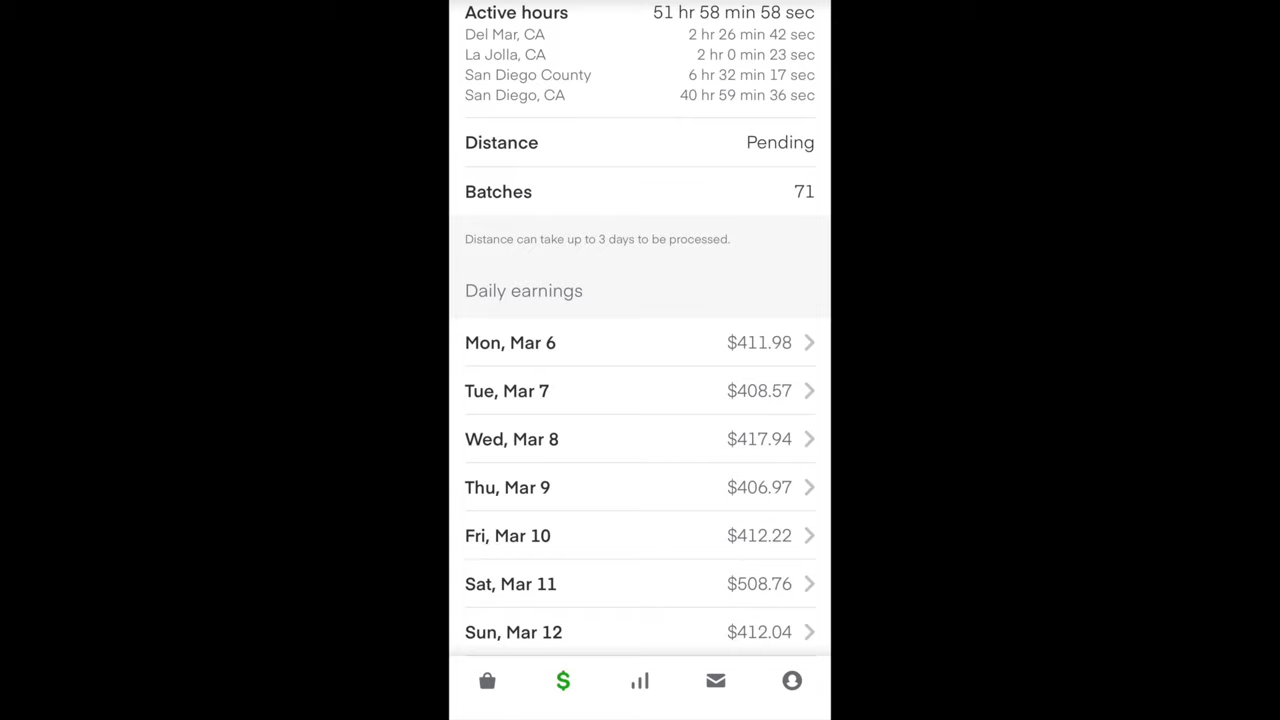 Active hours 51 hr 58 min 58 sec
Del Mar, CA 2 hr 26 min 42 sec
La Jolla, CA 2 hr 0 min 23 sec
San Diego County 6 hr 32 min 17 sec
San Diego, CA 40 hr 59 min 36 sec
Distance Pending
Batches 71
Distance can take up to 3 days to be processed.
Daily earnings
Mon, Mar 6 $411.98
Tue, Mar 7 $408.57
Wed, Mar 8 $417.94
Thu, Mar 9 $406.97
Fri, Mar 10 $412.22
Sat, Mar 11 $508.76
Sun, Mar 12 $412.04
$